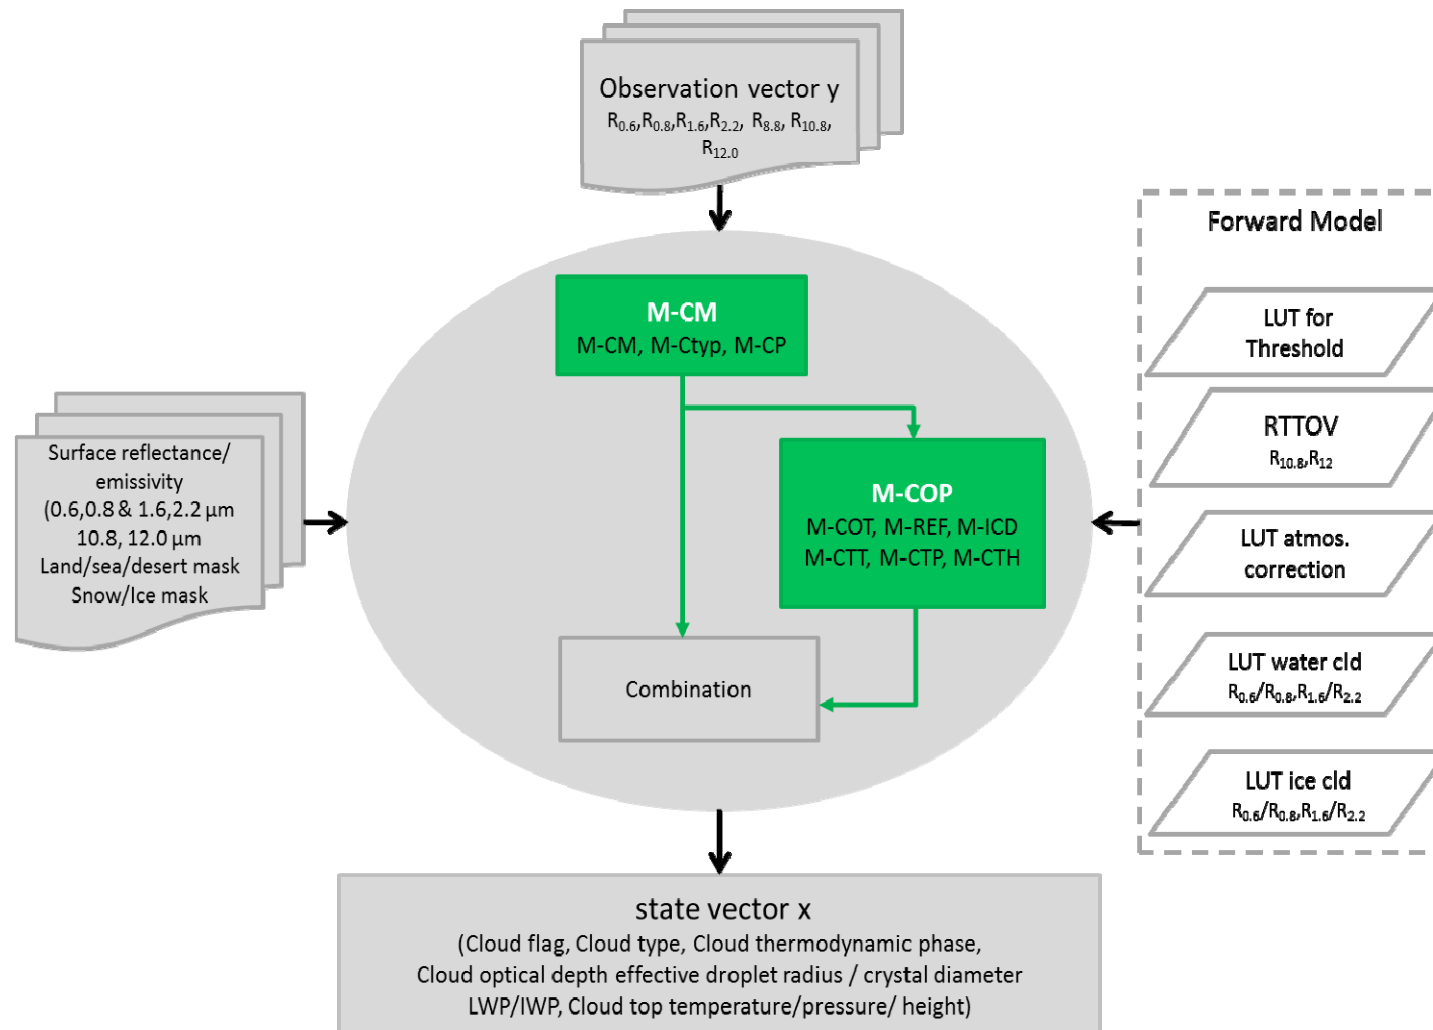 Observation vector y
R0.6,R0.8,R1.6,R2.2, R8.8, R10.8,
R12.0
Forward Model
M-CM
M-CM, M-Ctyp, M-CP
LUT for
Threshold
RTTOV
R10.8,R12
Surface reflectance/
emissivity
(0.6,0.8 & 1.6,2.2 µm
10.8, 12.0 µm
Land/sea/desert mask
Snow/Ice mask
M-COP
M-COT, M-REF, M-ICD
M-CTT, M-CTP, M-CTH
LUT atmos.
correction
Combination
LUT water cld
R0.6/R0.8,R1.6/R2.2
LUT ice cld
R0.6/R0.8,R1.6/R2.2
state vector x
(Cloud flag, Cloud type, Cloud thermodynamic phase,
Cloud optical depth effective droplet radius / crystal diameter
LWP/IWP, Cloud top temperature/pressure/ height)